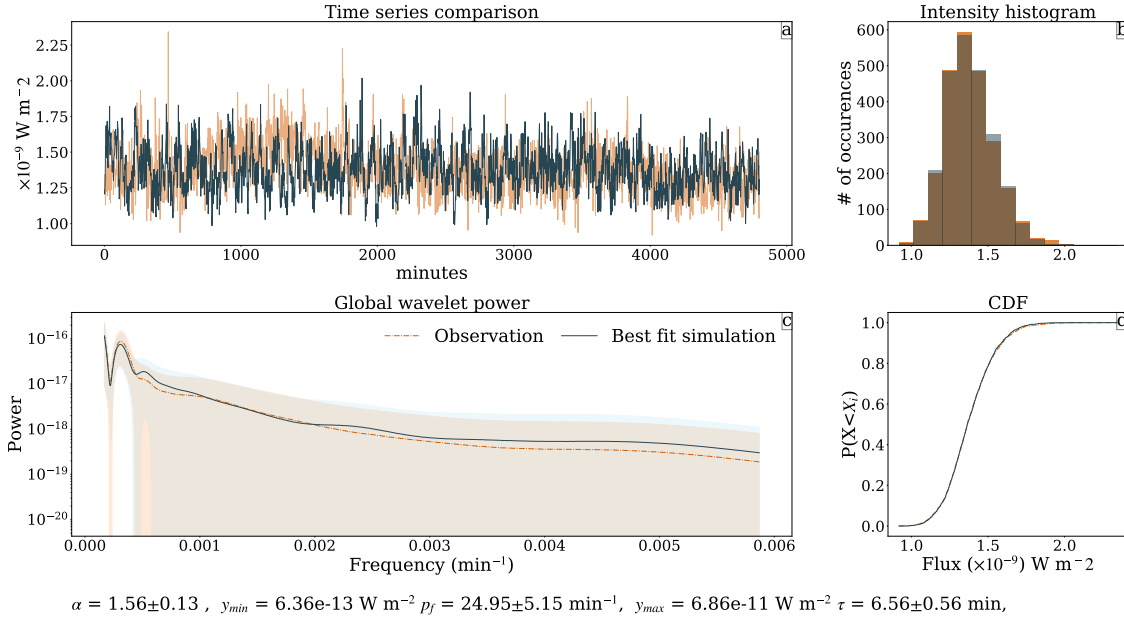 Time series comparison
a
2.25
2.00
1.75
1.50
1.25
1.00
×10⁻⁹ W m − 2
0
1000
2000
3000
4000
5000
minutes
Intensity histogram
b
600
500
400
300
200
100
0
# of occurences
1.0
1.5
2.0
Global wavelet power
c
Observation
Best fit simulation
10⁻¹⁶
10⁻¹⁷
10⁻¹⁸
10⁻¹⁹
10⁻²⁰
Power
0.000
0.001
0.002
0.003
0.004
0.005
0.006
Frequency (min⁻¹)
CDF
d
1.0
0.8
0.6
0.4
0.2
0.0
P(X<Xᵢ)
1.0
1.5
2.0
Flux (×10⁻⁹) W m−2
α = 1.56±0.13 , y_min = 6.36e-13 W m⁻² p_f = 24.95±5.15 min⁻¹, y_max = 6.86e-11 W m⁻² τ = 6.56±0.56 min,